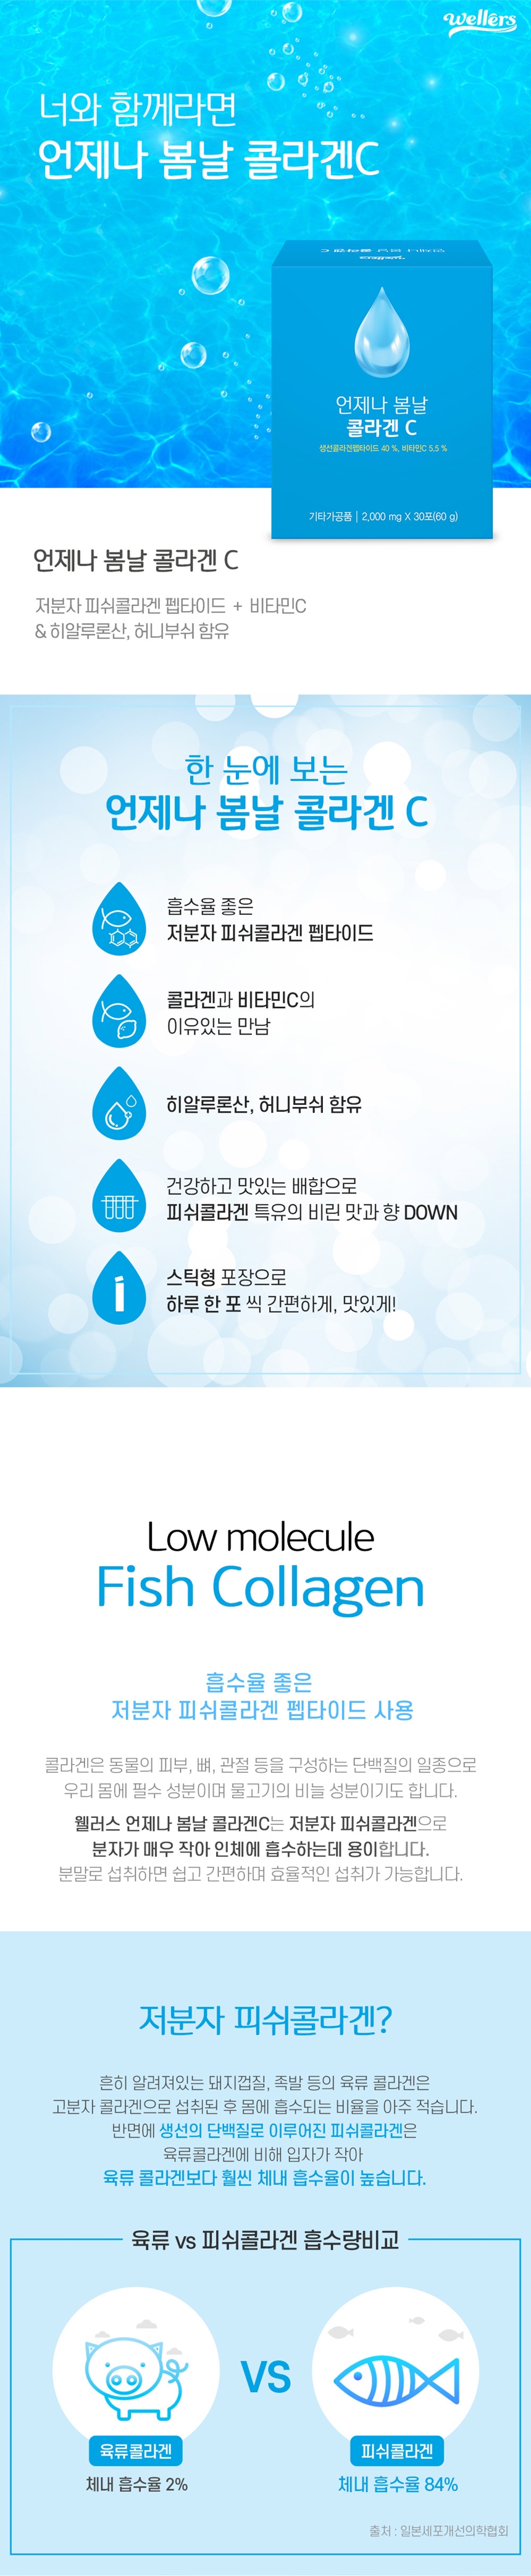 wellers
너와 함께라면
언제나 봄날 콜라겐C
언제나 봄날
콜라겐 C
생선콜라겐펩타이드 40 %, 비타민C 5.5 %
기타가공품 | 2,000 mg X 30포(60 g)
언제나 봄날 콜라겐 C
저분자 피쉬콜라겐 펩타이드 + 비타민C
& 히알루론산, 허니부쉬 함유
한 눈에 보는
언제나 봄날 콜라겐 C
흡수율 좋은
저분자 피쉬콜라겐 펩타이드
콜라겐과 비타민C의
이유있는 만남
히알루론산, 허니부쉬 함유
건강하고 맛있는 배합으로
피쉬콜라겐 특유의 비린 맛과 향 DOWN
스틱형 포장으로
하루 한 포 씩 간편하게, 맛있게!
Low molecule
Fish Collagen
흡수율 좋은
저분자 피쉬콜라겐 펩타이드 사용
콜라겐은 동물의 피부, 뼈, 관절 등을 구성하는 단백질의 일종으로
우리 몸에 필수 성분이며 물고기의 비늘 성분이기도 합니다.
웰러스 언제나 봄날 콜라겐C는 저분자 피쉬콜라겐으로
분자가 매우 작아 인체에 흡수하는데 용이합니다.
분말로 섭취하면 쉽고 간편하며 효율적인 섭취가 가능합니다.
저분자 피쉬콜라겐?
흔히 알려져있는 돼지껍질, 족발 등의 육류 콜라겐은
고분자 콜라겐으로 섭취된 후 몸에 흡수되는 비율을 아주 적습니다.
반면에 생선의 단백질로 이루어진 피쉬콜라겐은
육류콜라겐에 비해 입자가 작아
육류 콜라겐보다 훨씬 체내 흡수율이 높습니다.
육류 vs 피쉬콜라겐 흡수량비교
VS
육류콜라겐
피쉬콜라겐
체내 흡수율 2%
체내 흡수율 84%
출처 : 일본세포개선의학협회